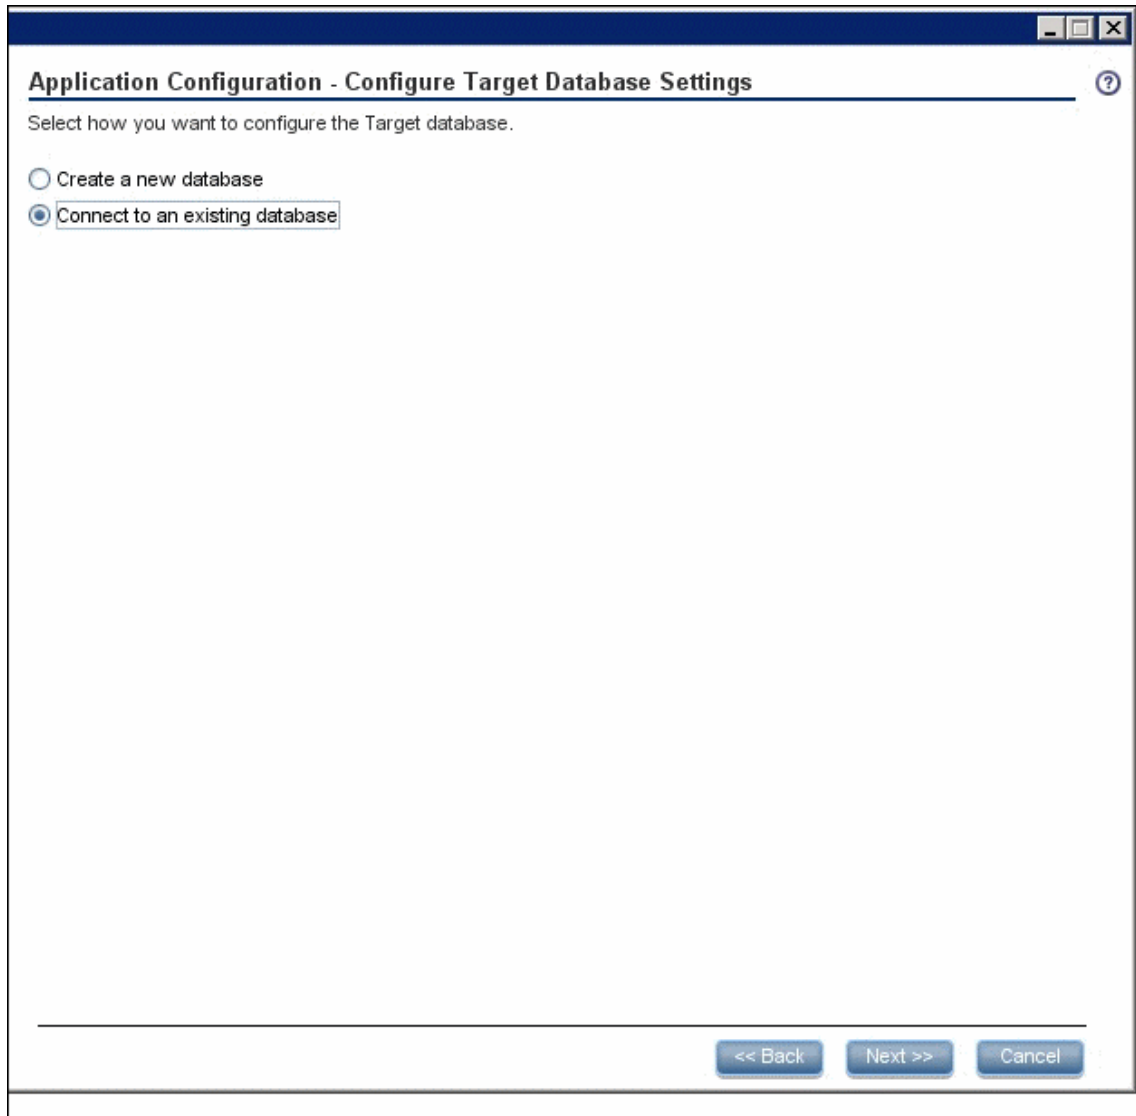 Application Configuration - Configure Target Database Settings
?
Select how you want to configure the Target database.
Create a new database
Connect to an existing database
<< Back
Next >>
Cancel